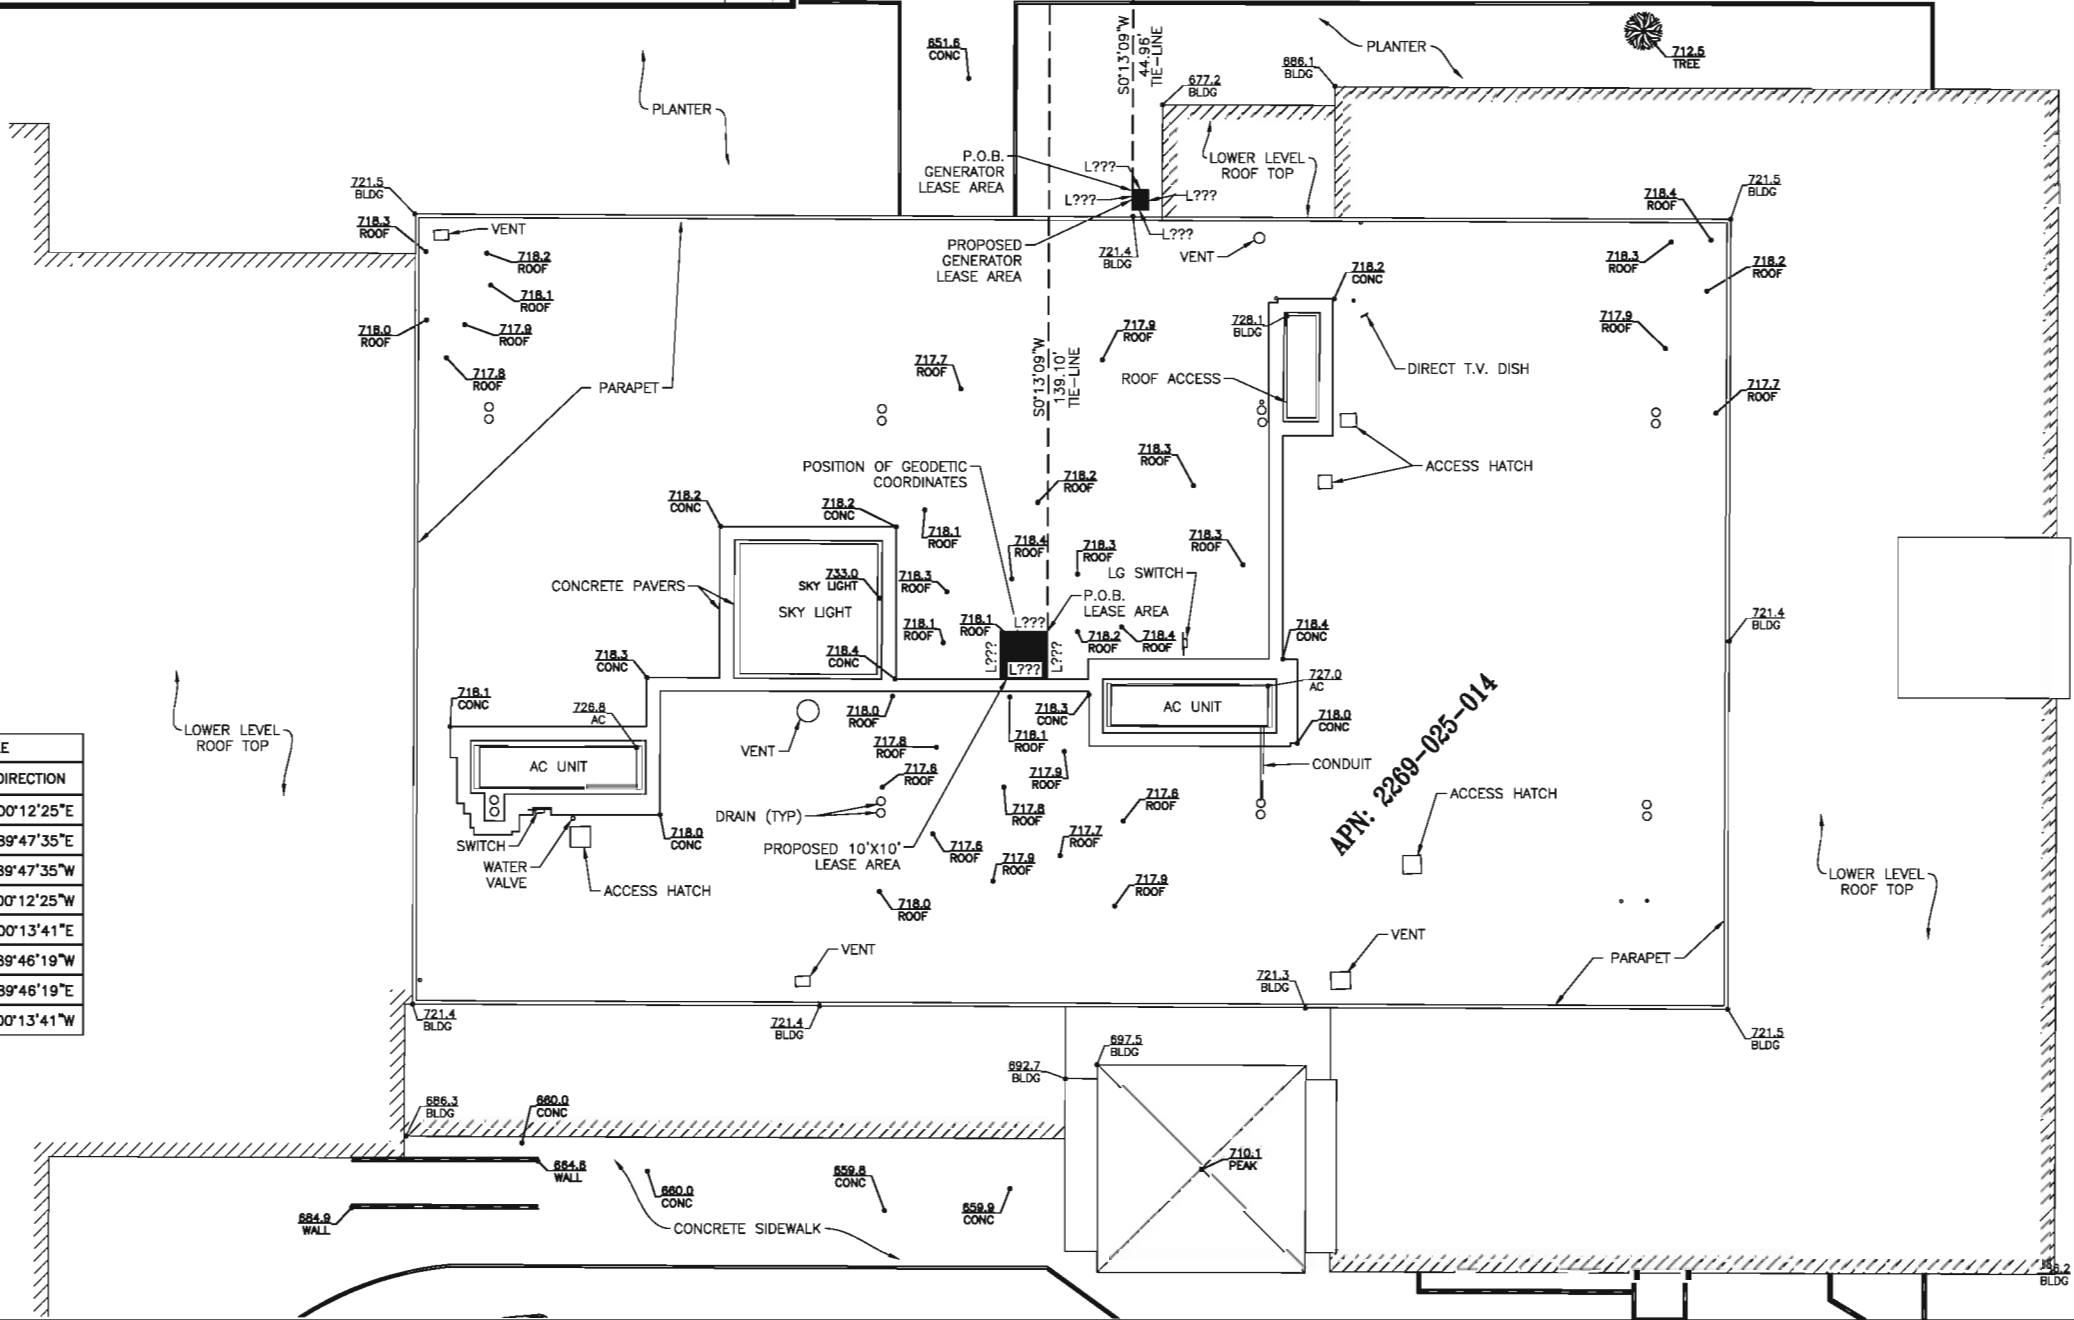 651.6
CONC
S0°13'09"W
44.96'
TIE-LINE
PLANTER
712.5
TREE
686.1
BLDG
677.2
BLDG
PLANTER
P.O.B.
GENERATOR
LEASE AREA
L???
L???
L???
L???
LOWER LEVEL
ROOF TOP
721.5
BLDG
718.4
ROOF
721.5
BLDG
718.3
ROOF
VENT
718.2
ROOF
PROPOSED
GENERATOR
LEASE AREA
721.4
BLDG
VENT
718.2
CONC
718.3
ROOF
718.2
ROOF
718.1
ROOF
718.0
ROOF
717.9
ROOF
717.8
ROOF
PARAPET
717.7
ROOF
S0°13'09"W
139.10'
TIE-LINE
717.9
ROOF
728.1
BLDG
ROOF ACCESS
DIRECT T.V. DISH
717.9
ROOF
717.7
ROOF
POSITION OF GEODETIC
COORDINATES
718.2
ROOF
718.3
ROOF
ACCESS HATCH
718.2
CONC
718.2
CONC
718.1
ROOF
718.4
ROOF
718.3
ROOF
718.3
ROOF
CONCRETE PAVERS
733.0
SKY LIGHT
SKY LIGHT
718.3
ROOF
LG SWITCH
P.O.B.
LEASE AREA
718.1
ROOF
718.1
ROOF
L???
L???
L???
L???
718.2
ROOF
718.4
ROOF
718.4
CONC
721.4
BLDG
718.3
CONC
718.4
CONC
718.1
CONC
726.8
AC
AC UNIT
718.0
ROOF
718.1
ROOF
718.3
CONC
AC UNIT
727.0
AC
718.0
CONC
LOWER LEVEL
ROOF TOP
VENT
717.8
ROOF
717.6
ROOF
717.9
ROOF
CONDUIT
APN: 2269-025-014
ACCESS HATCH
DRAIN (TYP)
717.8
ROOF
717.6
ROOF
SWITCH
WATER
VALVE
718.0
CONC
ACCESS HATCH
PROPOSED 10'X10'
LEASE AREA
717.6
ROOF
717.7
ROOF
717.9
ROOF
717.9
ROOF
718.0
ROOF
LOWER LEVEL
ROOF TOP
DIRECTION
00°12'25"E
89°47'35"E
89°47'35"W
00°12'25"W
00°13'41"E
89°46'19"W
89°46'19"E
00°13'41"W
VENT
VENT
PARAPET
721.4
BLDG
721.4
BLDG
721.3
BLDG
721.5
BLDG
697.5
BLDG
692.7
BLDG
686.3
BLDG
660.0
CONC
664.8
WALL
660.0
CONC
659.8
CONC
659.9
CONC
710.1
PEAK
684.9
WALL
CONCRETE SIDEWALK
BLDG